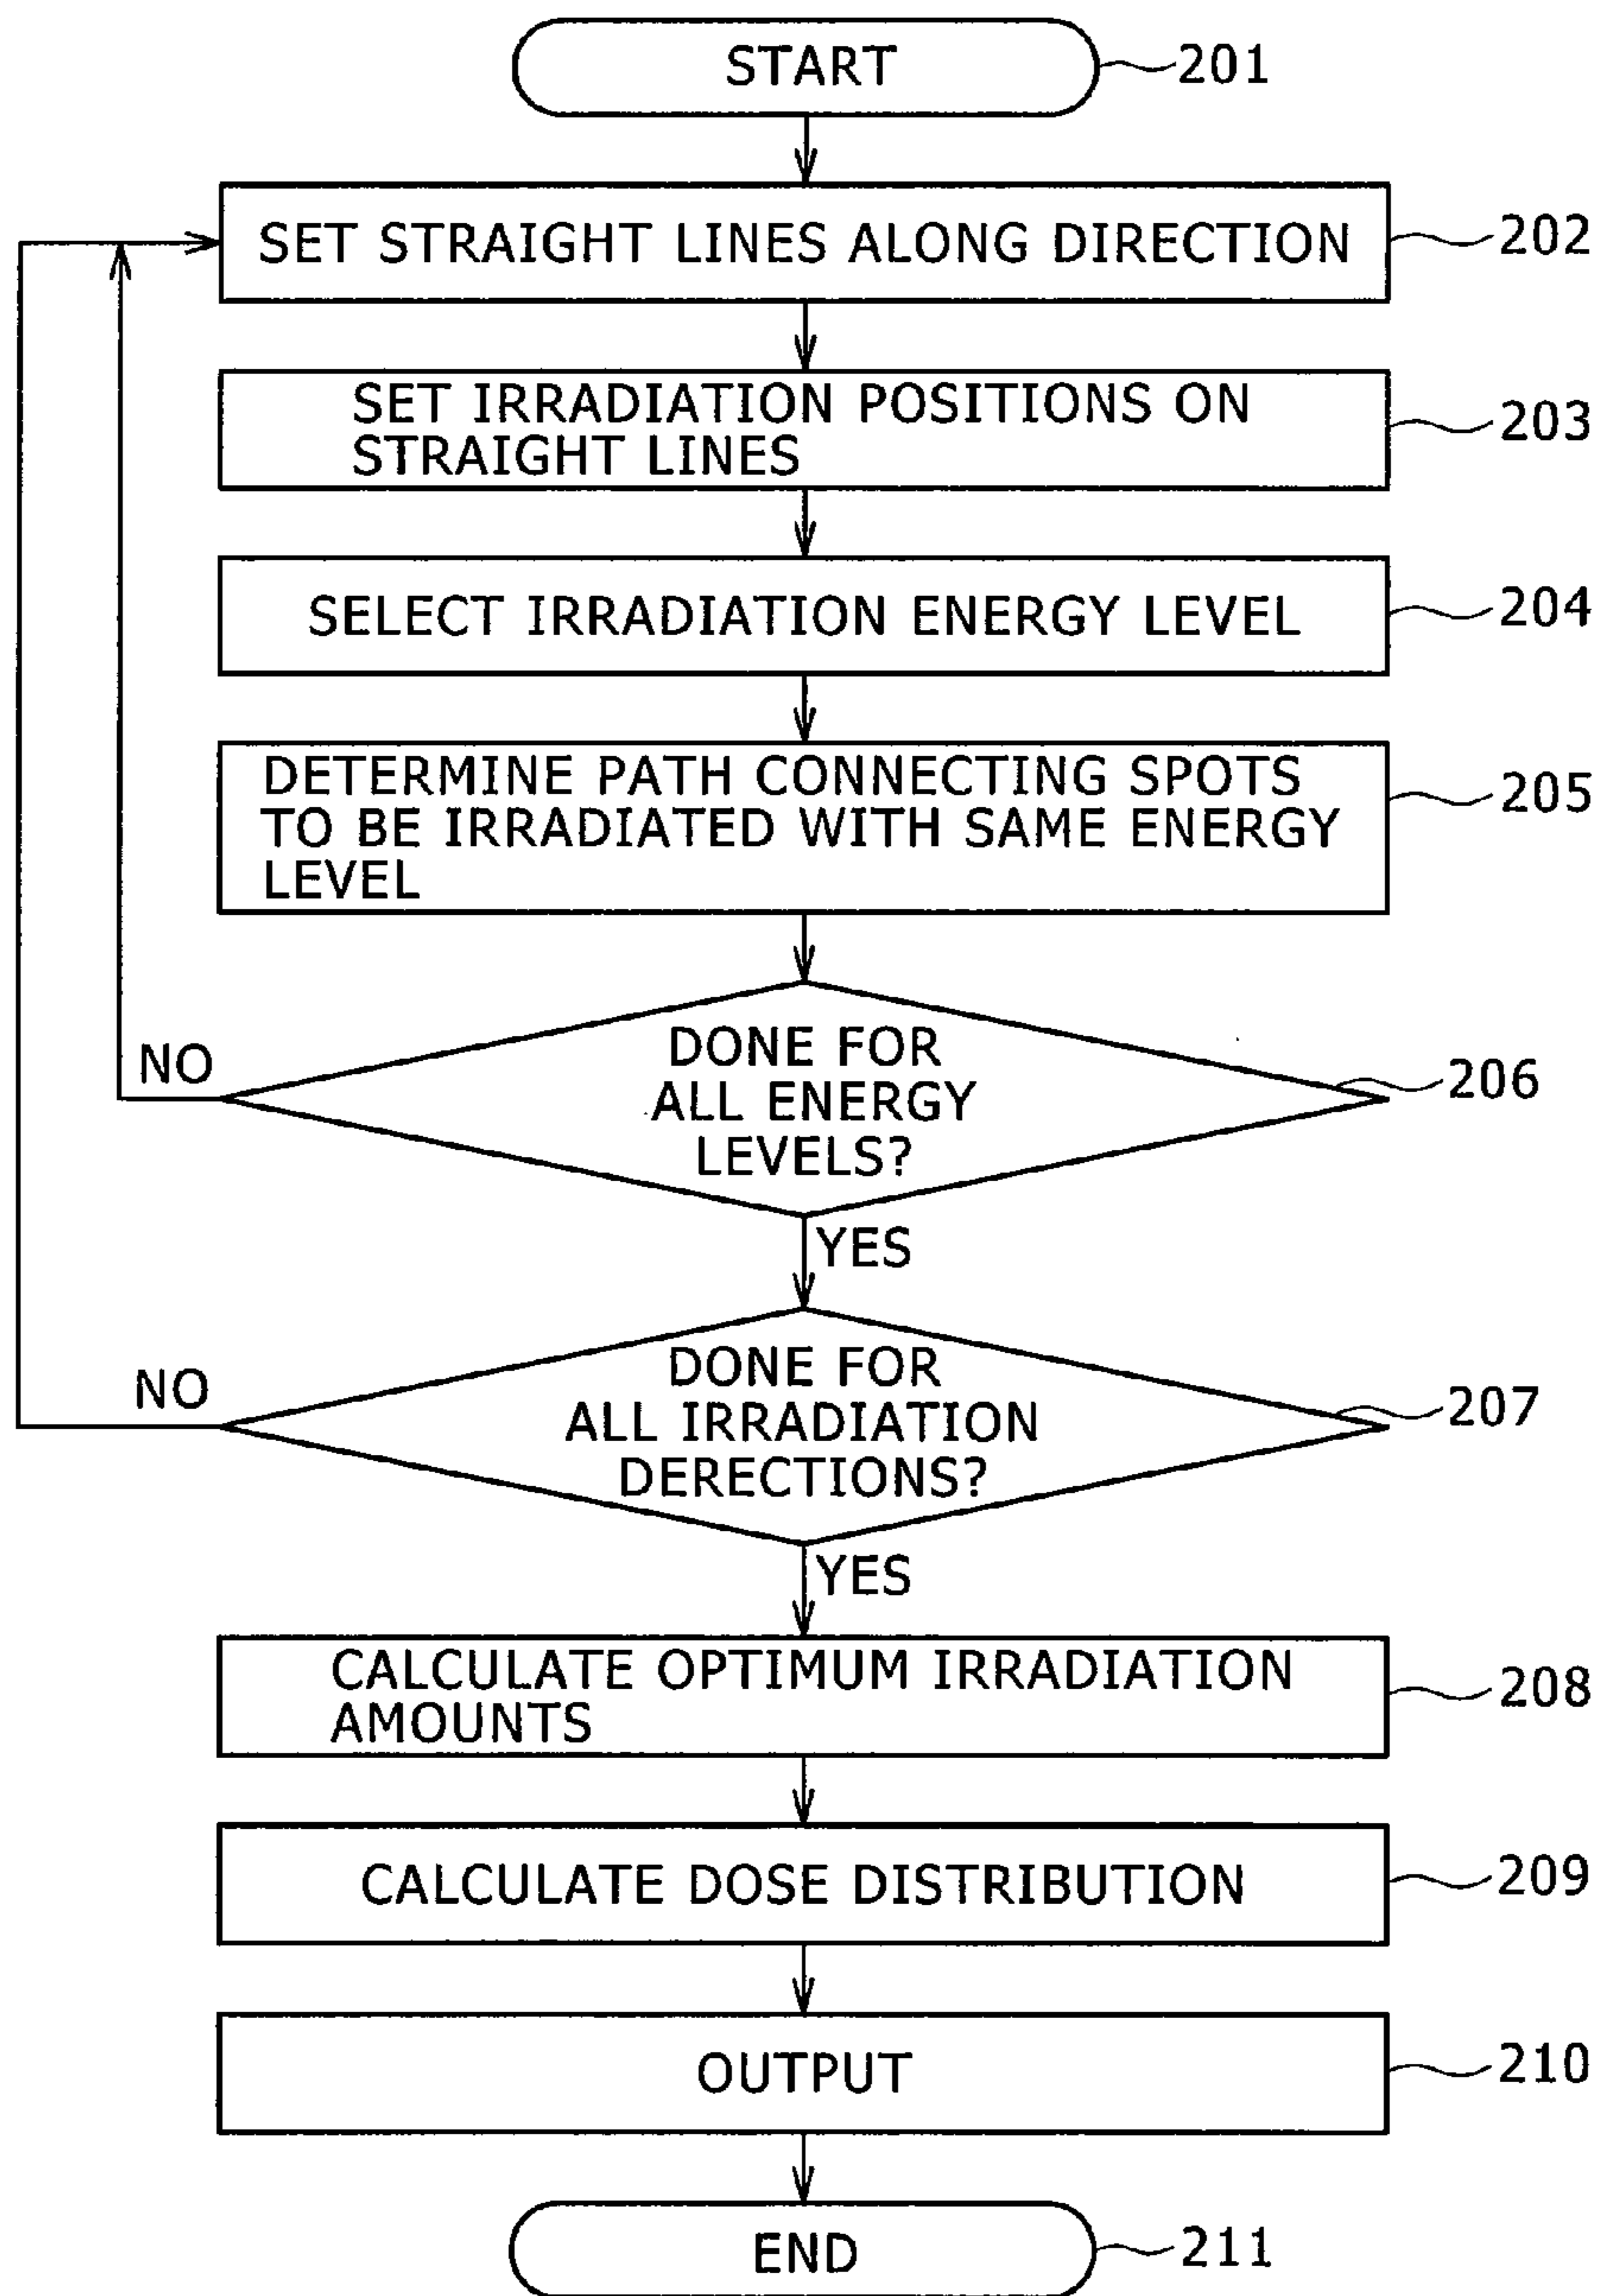 START
201
SET STRAIGHT LINES ALONG DIRECTION
202
SET IRRADIATION POSITIONS ON
STRAIGHT LINES
203
SELECT IRRADIATION ENERGY LEVEL
204
DETERMINE PATH CONNECTING SPOTS
TO BE IRRADIATED WITH SAME ENERGY
LEVEL
205
NO
DONE FOR
ALL ENERGY
LEVELS?
206
YES
NO
DONE FOR
ALL IRRADIATION
DERECTIONS?
207
YES
CALCULATE OPTIMUM IRRADIATION
AMOUNTS
208
CALCULATE DOSE DISTRIBUTION
209
OUTPUT
210
END
211